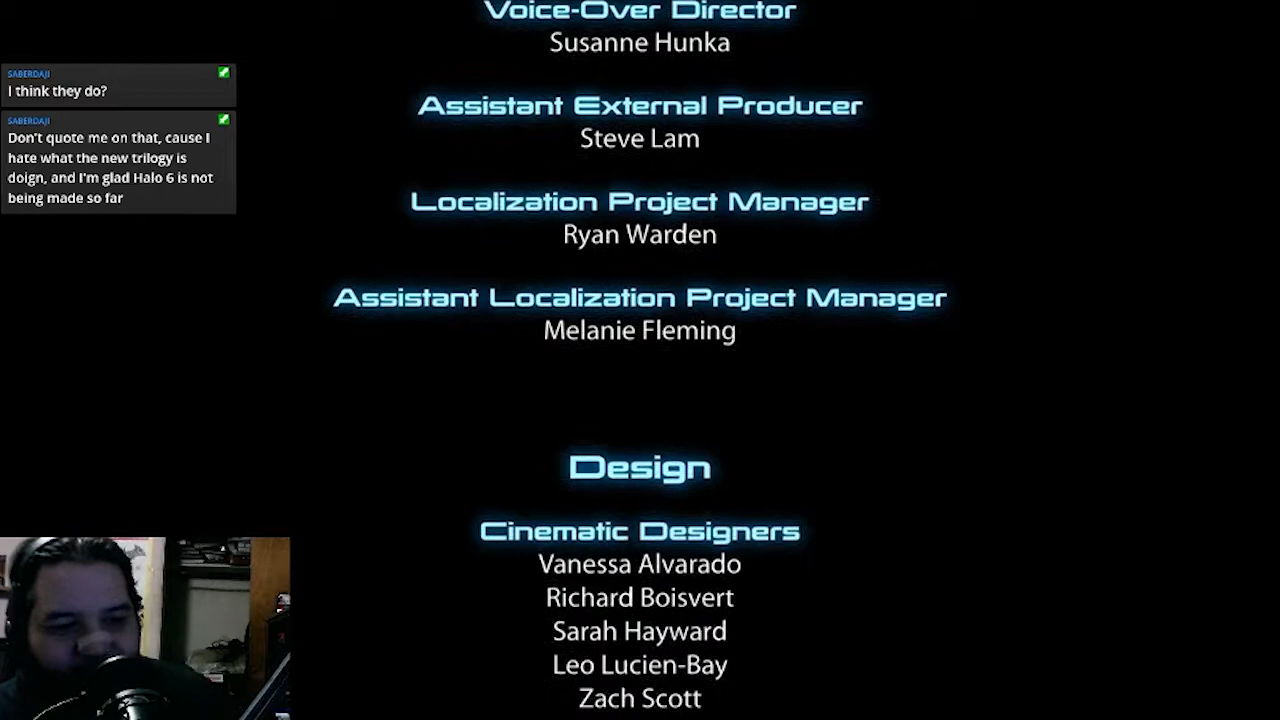 Voice-Over Director
Susanne Hunka
SABERDAJI
I think they do?
SABERDAJI
Don't quote me on that, cause I
hate what the new trilogy is
doign, and I'm glad Halo 6 is not
being made so far
Assistant External Producer
Steve Lam
Localization Project Manager
Ryan Warden
Assistant Localization Project Manager
Melanie Fleming
Design
Cinematic Designers
Vanessa Alvarado
Richard Boisvert
Sarah Hayward
Leo Lucien-Bay
Zach Scott